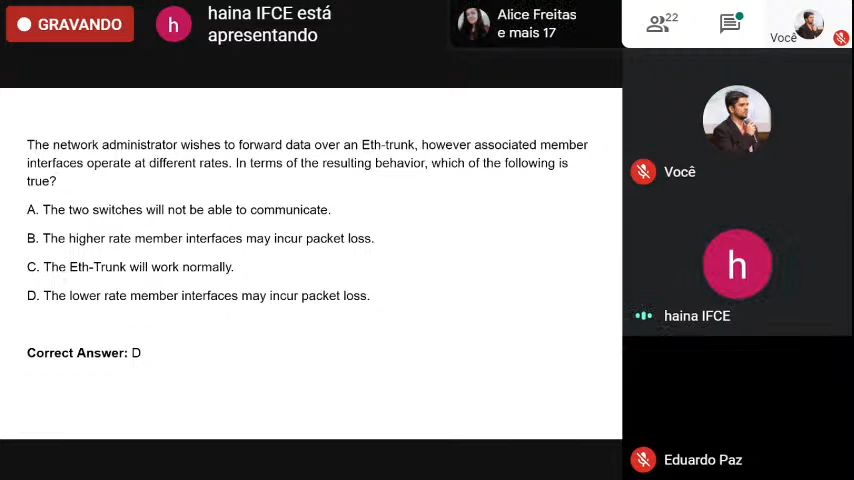 GRAVANDO
h
haina IFCE está
apresentando
Alice Freitas
e mais 17
22
Você
The network administrator wishes to forward data over an Eth-trunk, however associated member
interfaces operate at different rates. In terms of the resulting behavior, which of the following is
true?
A. The two switches will not be able to communicate.
B. The higher rate member interfaces may incur packet loss.
C. The Eth-Trunk will work normally.
D. The lower rate member interfaces may incur packet loss.
Correct Answer: D
Você
h
haina IFCE
Eduardo Paz